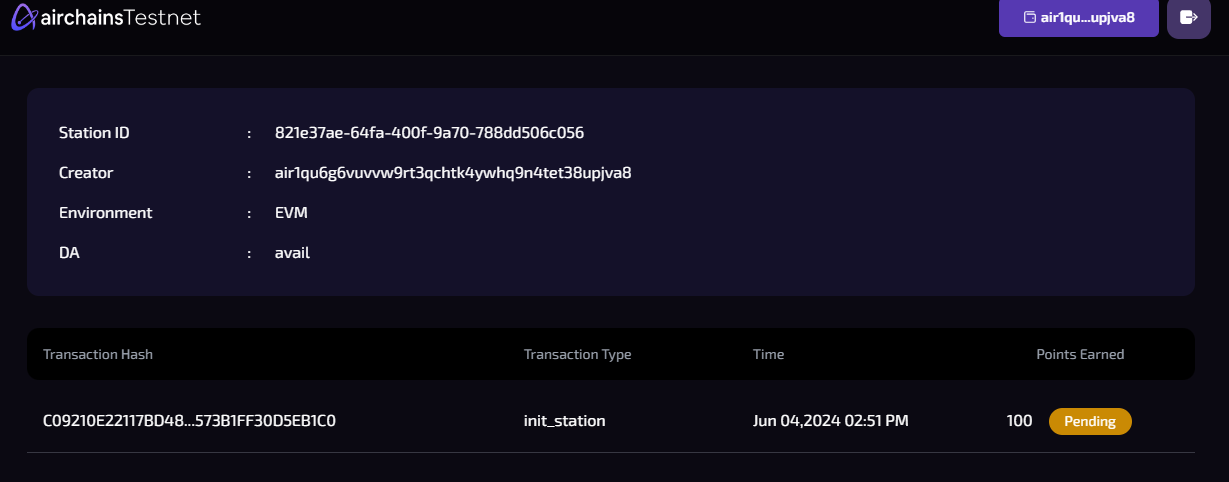 airchainsTestnet
air1qu...upjva8
Station ID : 821e37ae-64fa-400f-9a70-788dd506c056
Creator : air1qu6g6vuvvw9rt3qchtk4ywhq9n4tet38upjva8
Environment : EVM
DA : avail
Transaction Hash Transaction Type Time Points Earned
C09210E22117BD48...573B1FF30D5EB1C0 init_station Jun 04,2024 02:51 PM 100 Pending